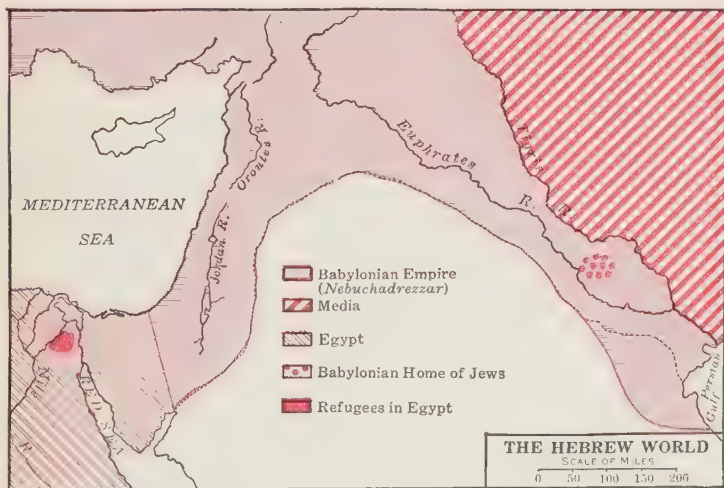 MEDITERRANEAN
SEA
Orontes R.
Jordan R.
Euphrates
R.
Tigris
R.
Babylonian Empire
(Nebuchadrezzar)
Media
Egypt
Babylonian Home of Jews
Refugees in Egypt
RED SEA
R.
Persian
Gulf
THE HEBREW WORLD
SCALE OF MILES
0 50 100 150 200